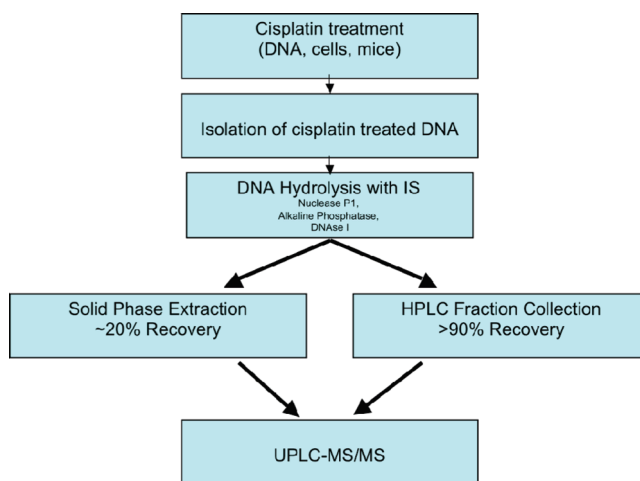 Cisplatin treatment
(DNA, cells, mice)
Isolation of cisplatin treated DNA
DNA Hydrolysis with IS
Nuclease P1,
Alkaline Phosphatase,
DNAse I
Solid Phase Extraction
~20% Recovery
HPLC Fraction Collection
>90% Recovery
UPLC-MS/MS